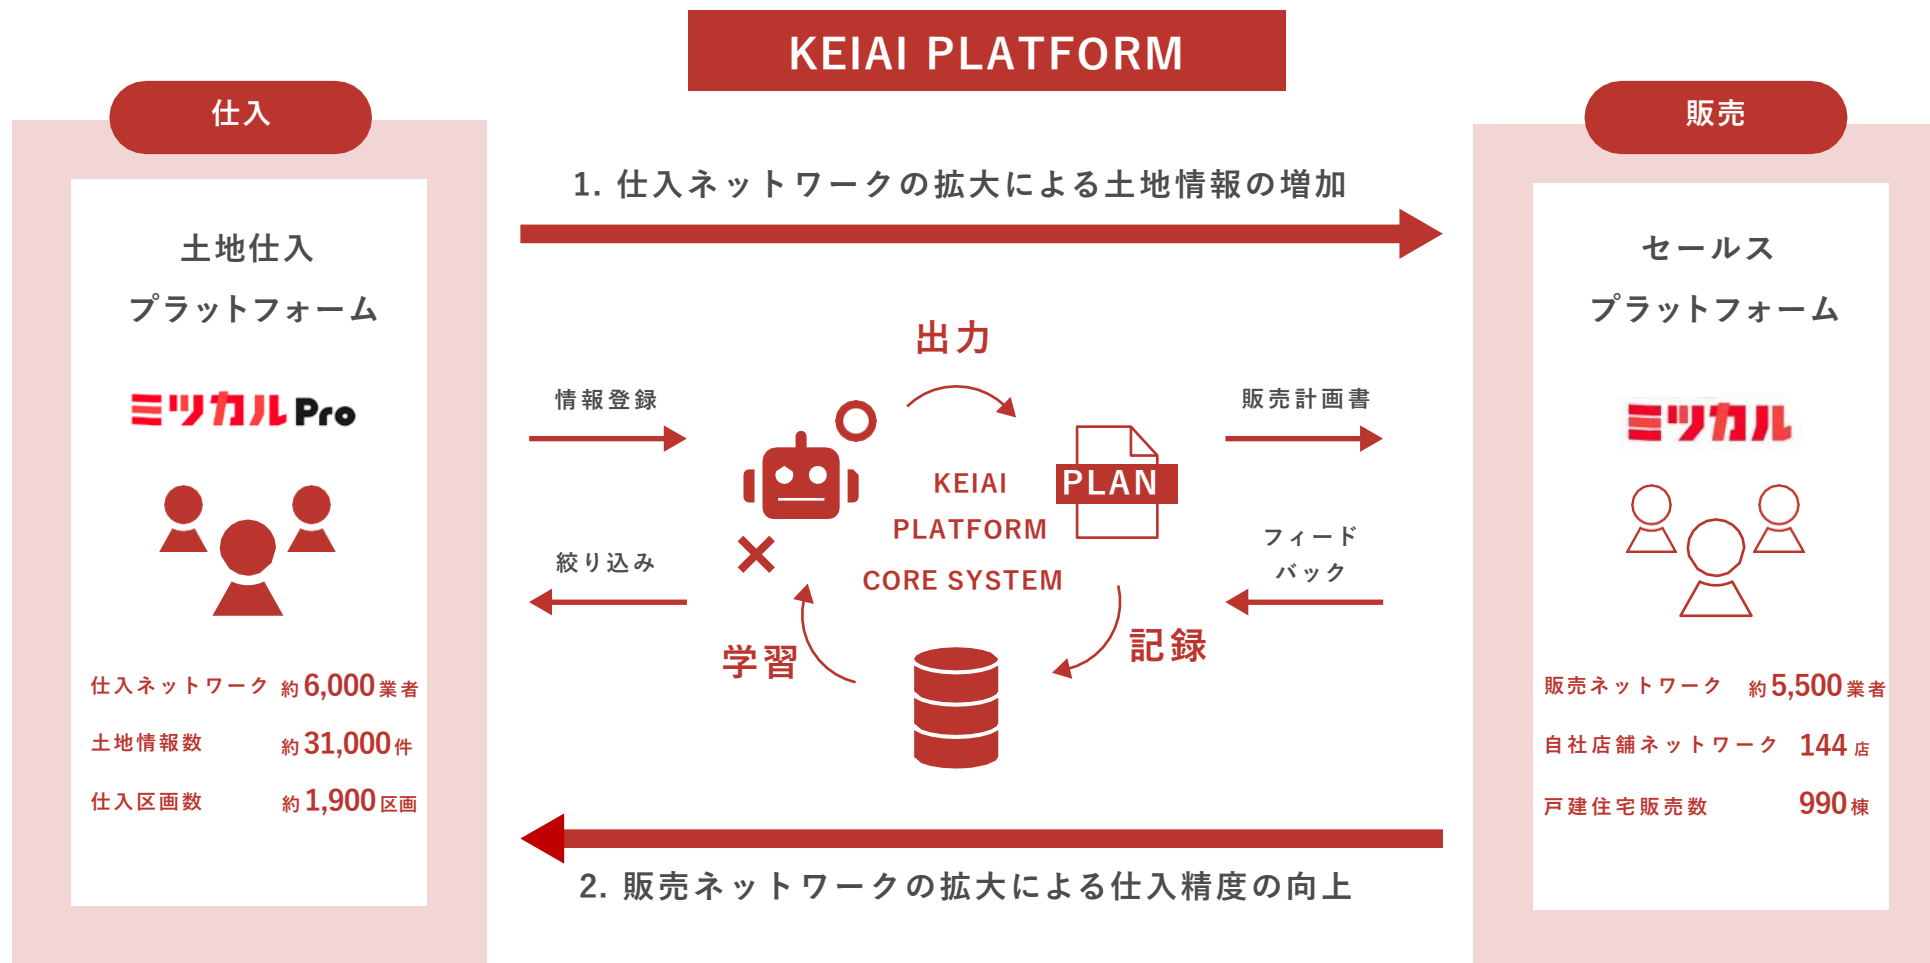 KEIAI PLATFORM
仕入
土地仕入
プラットフォーム
ミツカル Pro
仕入ネットワーク 約6,000業者
土地情報数 約31,000件
仕入区画数 約1,900区画
1. 仕入ネットワークの拡大による土地情報の増加
情報登録
絞り込み
出力
KEIAI
PLATFORM
CORE SYSTEM
PLAN
学習
記録
販売計画書
フィード
バック
2. 販売ネットワークの拡大による仕入精度の向上
販売
セールス
プラットフォーム
ミツカル
販売ネットワーク 約5,500業者
自社店舗ネットワーク 144店
戸建住宅販売数 990棟